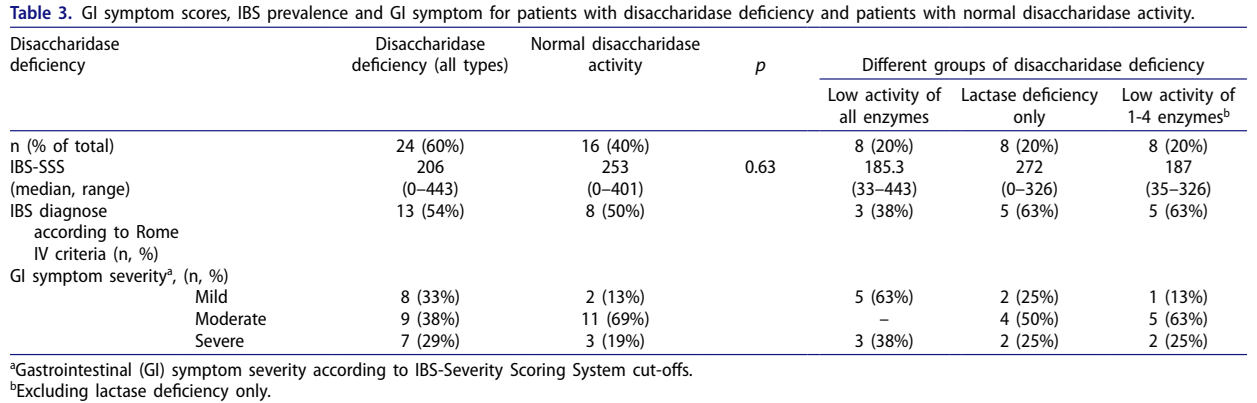 Table 3. GI symptom scores, IBS prevalence and GI symptom for patients with disaccharidase deficiency and patients with normal disaccharidase activity.
Disaccharidase Disaccharidase Normal disaccharidase
deficiency deficiency (all types) activity p Different groups of disaccharidase deficiency
Low activity of Lactase deficiency Low activity of
all enzymes only 1-4 enzymesᵇ
n (% of total) 24 (60%) 16 (40%) 8 (20%) 8 (20%) 8 (20%)
IBS-SSS 206 253 0.63 185.3 272 187
(median, range) (0–443) (0–401) (33–443) (0–326) (35–326)
IBS diagnose 13 (54%) 8 (50%) 3 (38%) 5 (63%) 5 (63%)
according to Rome
IV criteria (n, %)
GI symptom severityᵃ, (n, %)
Mild 8 (33%) 2 (13%) 5 (63%) 2 (25%) 1 (13%)
Moderate 9 (38%) 11 (69%) – 4 (50%) 5 (63%)
Severe 7 (29%) 3 (19%) 3 (38%) 2 (25%) 2 (25%)
ᵃGastrointestinal (GI) symptom severity according to IBS-Severity Scoring System cut-offs.
ᵇExcluding lactase deficiency only.